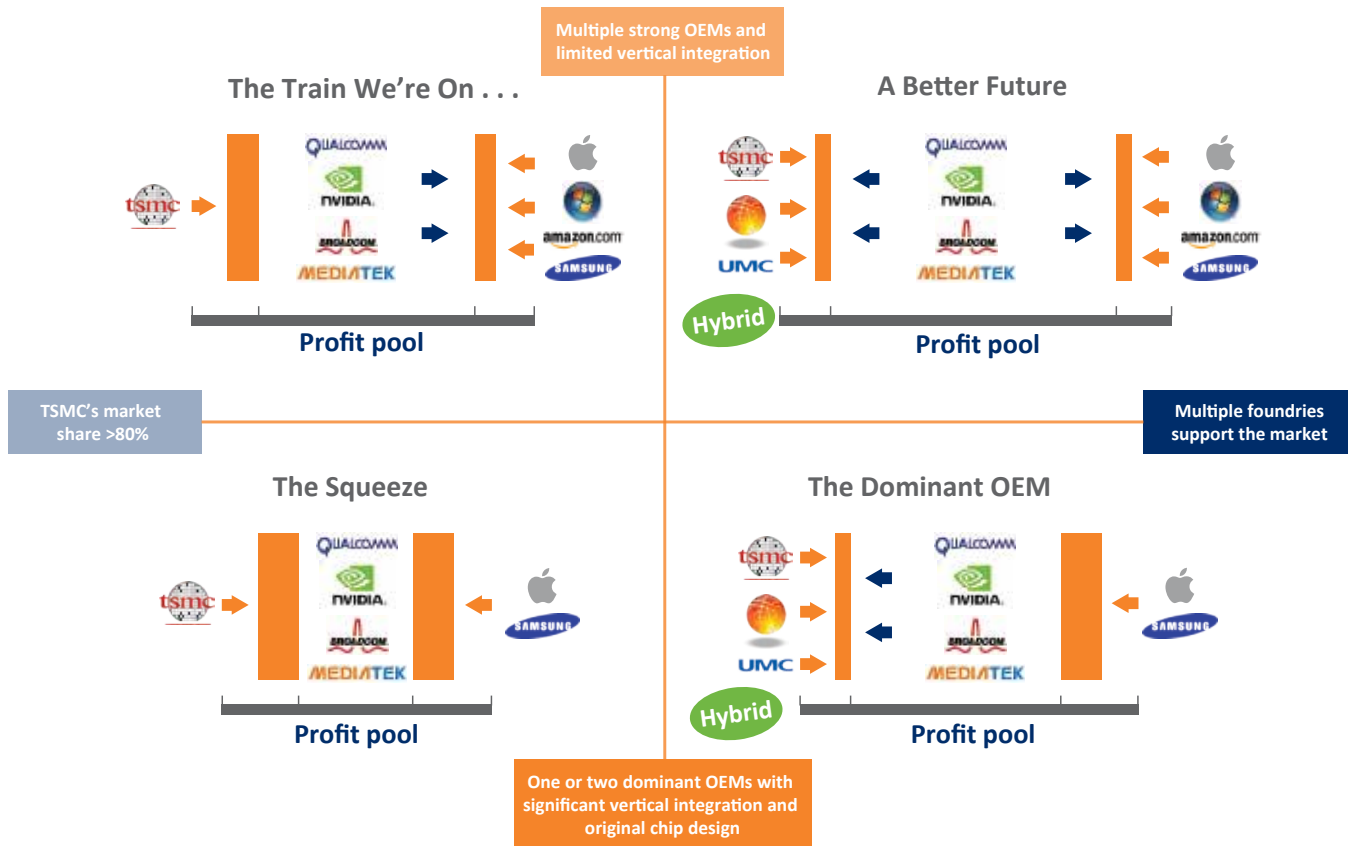 Multiple strong OEMs and
limited vertical integration
The Train We're On . . .
QUALCOMM
NVIDIA.
BROADCOM
MEDIATEK
tsmc
amazon.com
SAMSUNG
Profit pool
A Better Future
tsmc
UMC
Hybrid
QUALCOMM
NVIDIA.
BROADCOM
MEDIATEK
amazon.com
SAMSUNG
Profit pool
TSMC's market
share >80%
Multiple foundries
support the market
The Squeeze
tsmc
QUALCOMM
NVIDIA.
BROADCOM
MEDIATEK
SAMSUNG
Profit pool
The Dominant OEM
tsmc
UMC
Hybrid
QUALCOMM
NVIDIA.
BROADCOM
MEDIATEK
SAMSUNG
Profit pool
One or two dominant OEMs with
significant vertical integration and
original chip design